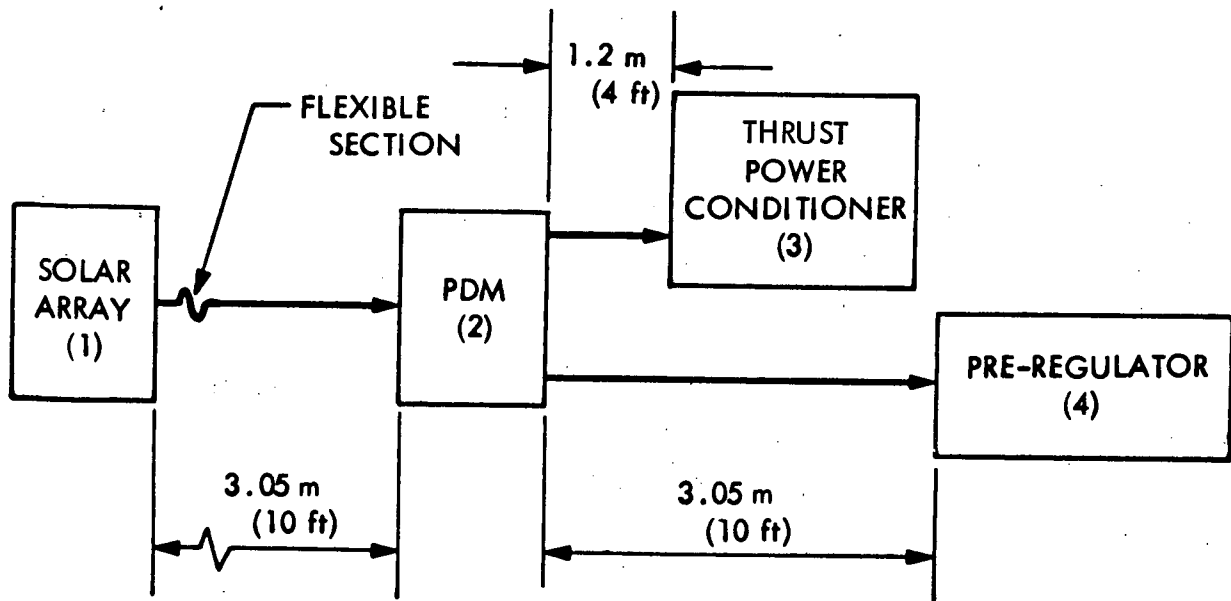 1.2 m
(4 ft)
FLEXIBLE
SECTION
THRUST
POWER
CONDITIONER
(3)
SOLAR
ARRAY
(1)
PDM
(2)
PRE-REGULATOR
(4)
3.05 m
(10 ft)
3.05 m
(10 ft)